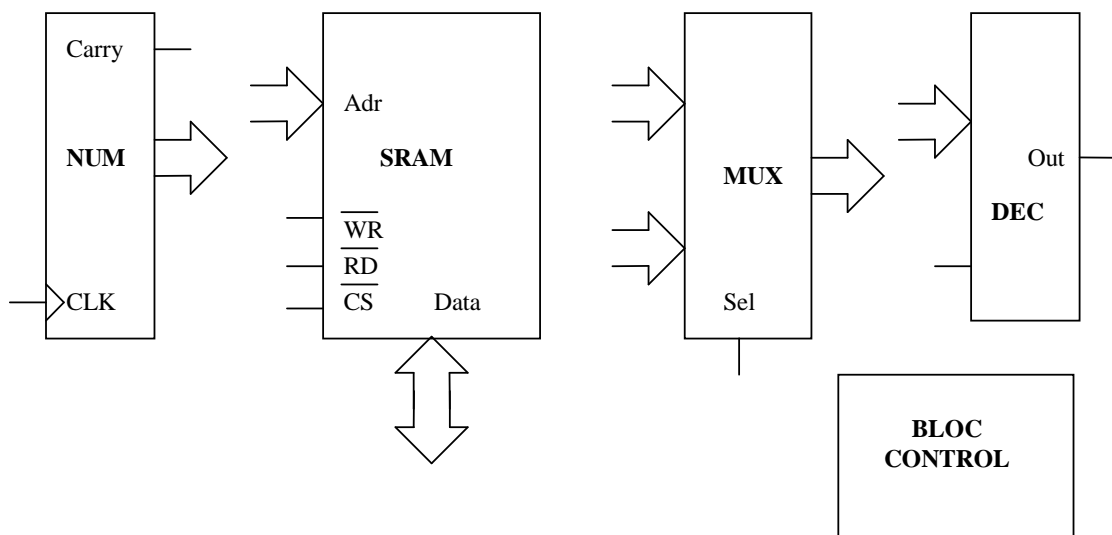 Carry
NUM
CLK
Adr
SRAM
WR
RD
CS
Data
MUX
Sel
Out
DEC
BLOC
CONTROL